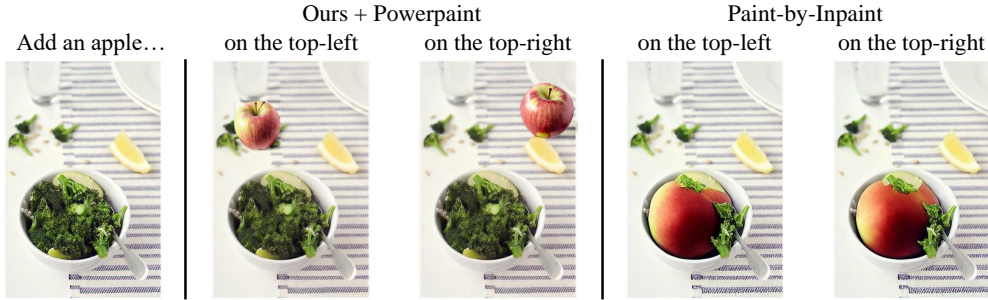 Ours + Powerpaint
Paint-by-Inpaint
Add an apple…
on the top-left
on the top-right
on the top-left
on the top-right